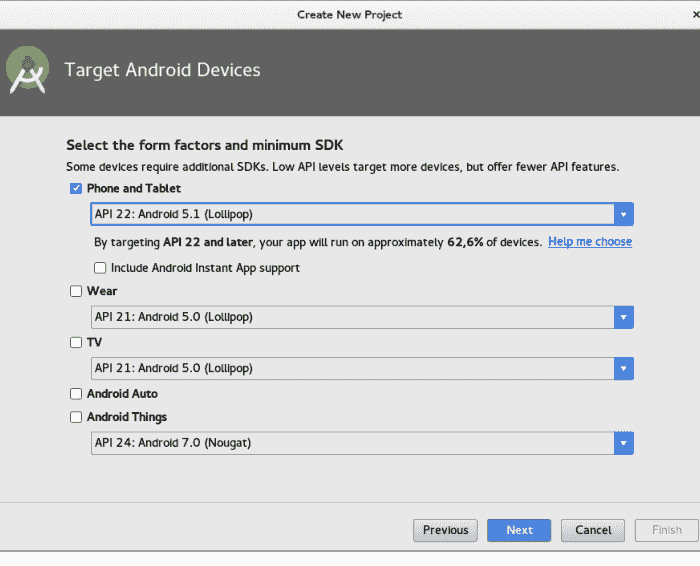 Create New Project
Target Android Devices
Select the form factors and minimum SDK
Some devices require additional SDKs. Low API levels target more devices, but offer fewer API features.
Phone and Tablet
API 22: Android 5.1 (Lollipop)
By targeting API 22 and later, your app will run on approximately 62,6% of devices. Help me choose
Include Android Instant App support
Wear
API 21: Android 5.0 (Lollipop)
TV
API 21: Android 5.0 (Lollipop)
Android Auto
Android Things
API 24: Android 7.0 (Nougat)
Previous Next Cancel Finish